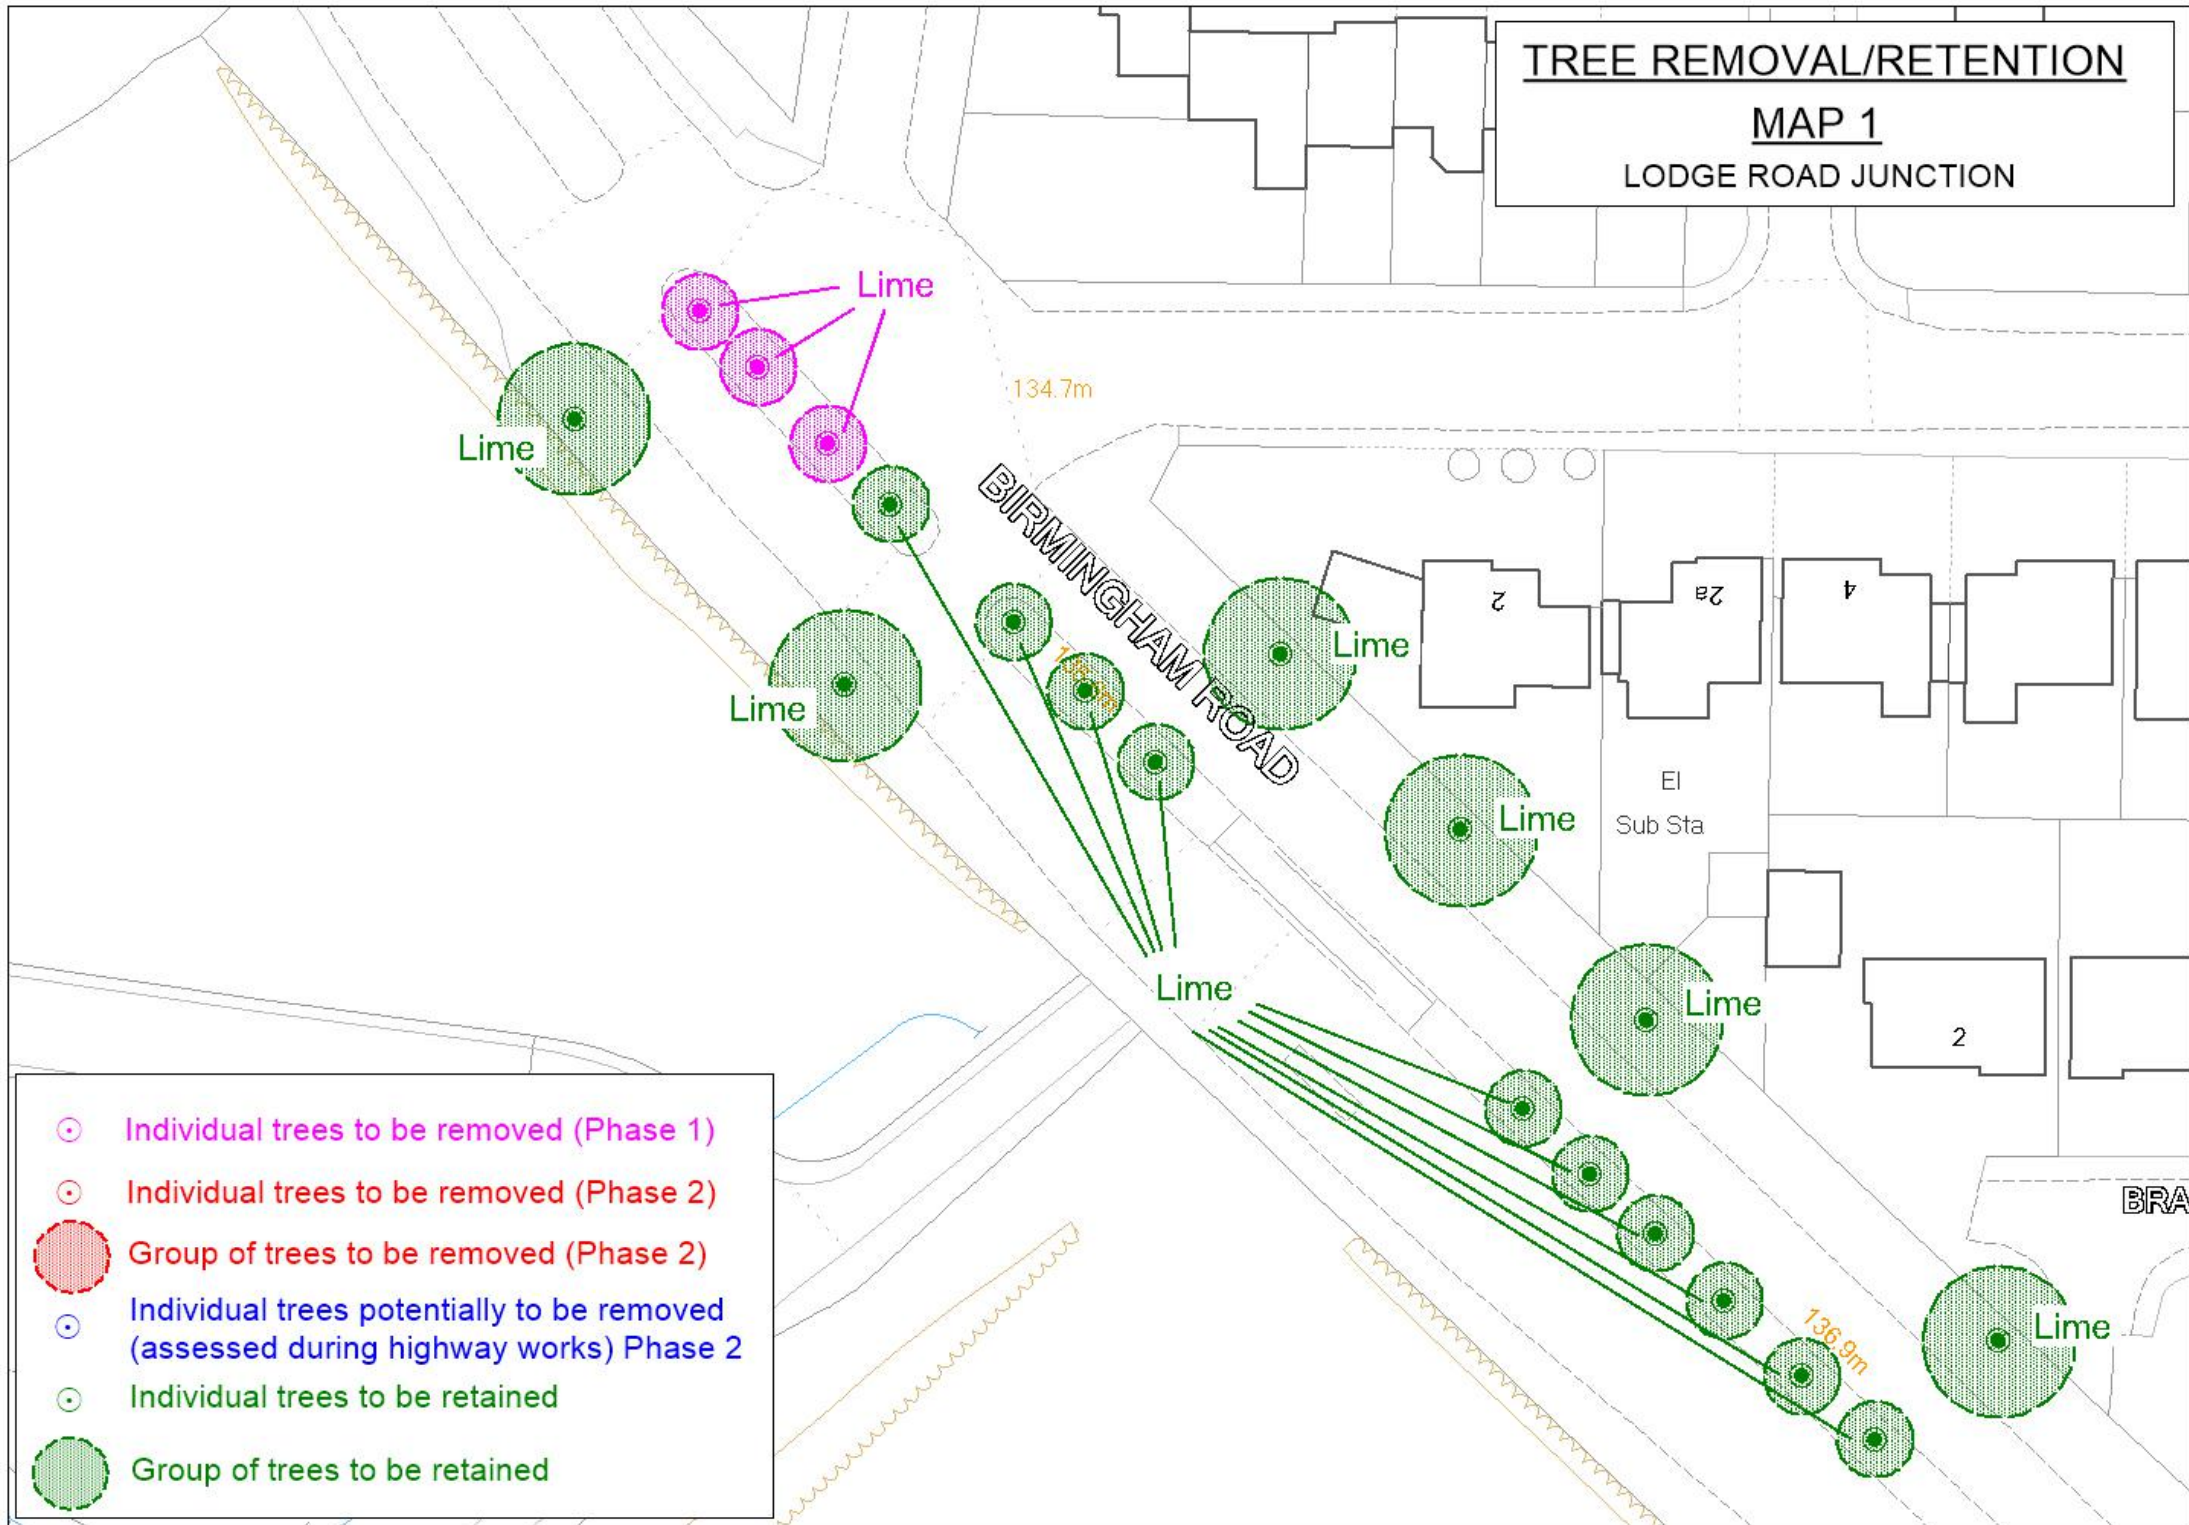 TREE REMOVAL/RETENTION
MAP 1
LODGE ROAD JUNCTION
Lime
134.7m
Lime
BIRMINGHAM ROAD
2
2a
4
Lime
Lime
Lime
El
Sub Sta
Lime
Lime
Lime
2
BRA
136.9m
Lime
Individual trees to be removed (Phase 1)
Individual trees to be removed (Phase 2)
Group of trees to be removed (Phase 2)
Individual trees potentially to be removed
(assessed during highway works) Phase 2
Individual trees to be retained
Group of trees to be retained